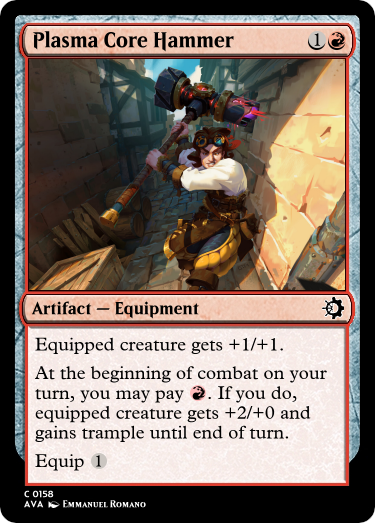 Plasma Core Hammer 1
Artifact — Equipment
Equipped creature gets +1/+1.
At the beginning of combat on your
turn, you may pay . If you do,
equipped creature gets +2/+0 and
gains trample until end of turn.
Equip 1
C 0158
AVA Emmanuel Romano